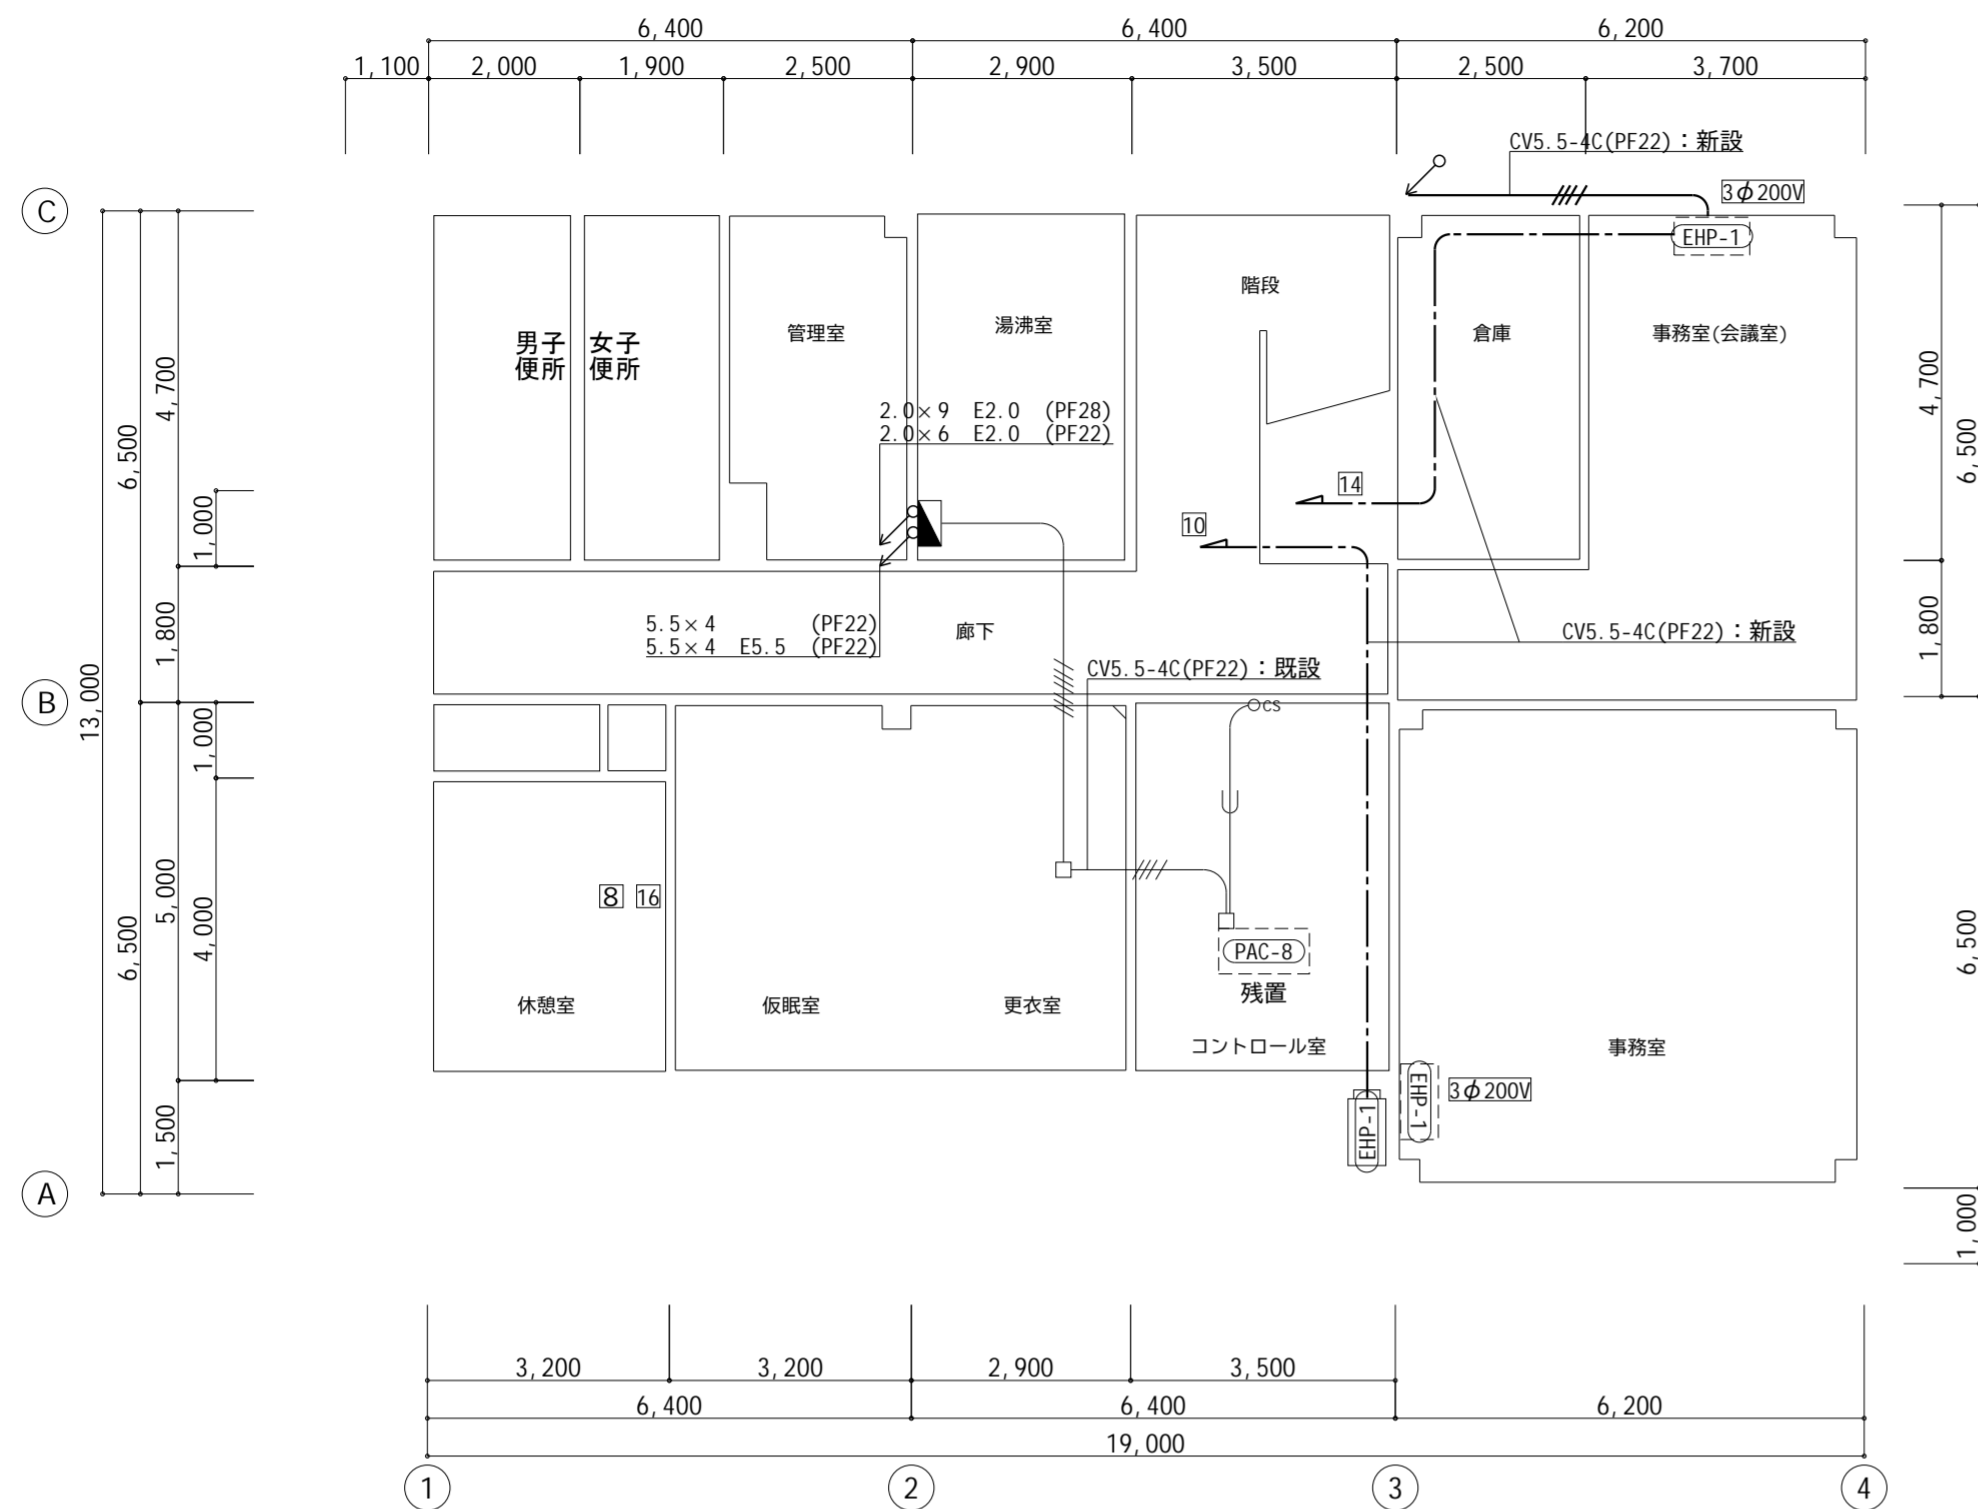 6,400 6,400 6,200
1,100 2,000 1,900 2,500 2,900 3,500 2,500 3,700
CV5.5-4C(PF22)：新設
3φ200V
C
EHP-1
階段
湯沸室
管理室 倉庫 事務室(会議室)
男子 女子
便所 便所
4,700
4,700
6,500
6,500
2.0×9 E2.0 (PF28)
2.0×6 E2.0 (PF22)
14
1,000
10
1,800
1,800
5.5×4 (PF22)
5.5×4 E5.5 (PF22)
廊下
CV5.5-4C(PF22)：新設
CV5.5-4C(PF22)：既設
13,000
B
CS
1,000
5,000
4,000
6,500
6,500
8 16
PAC-8
残置
休憩室 仮眠室 更衣室
コントロール室 事務室
EHP-1
3φ200V
EHP-1
1,500
A
1,000
3,200 3,200 2,900 3,500
6,400 6,400 6,200
19,000
1 2 3 4